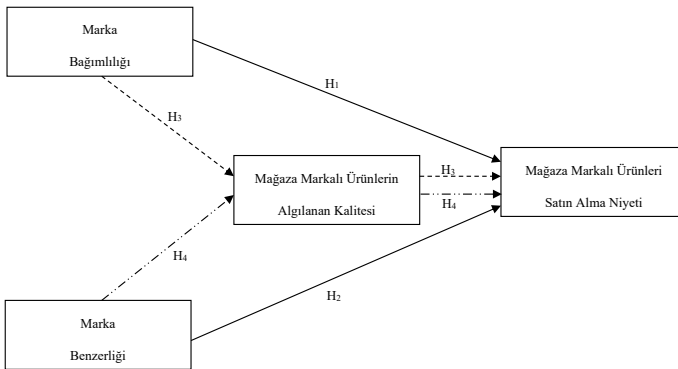 Marka
Bağımlılığı
H1
H3
Mağaza Markalı Ürünlerin
Algılanan Kalitesi
H3
H4
Mağaza Markalı Ürünleri
Satın Alma Niyeti
H4
H2
Marka
Benzerliği